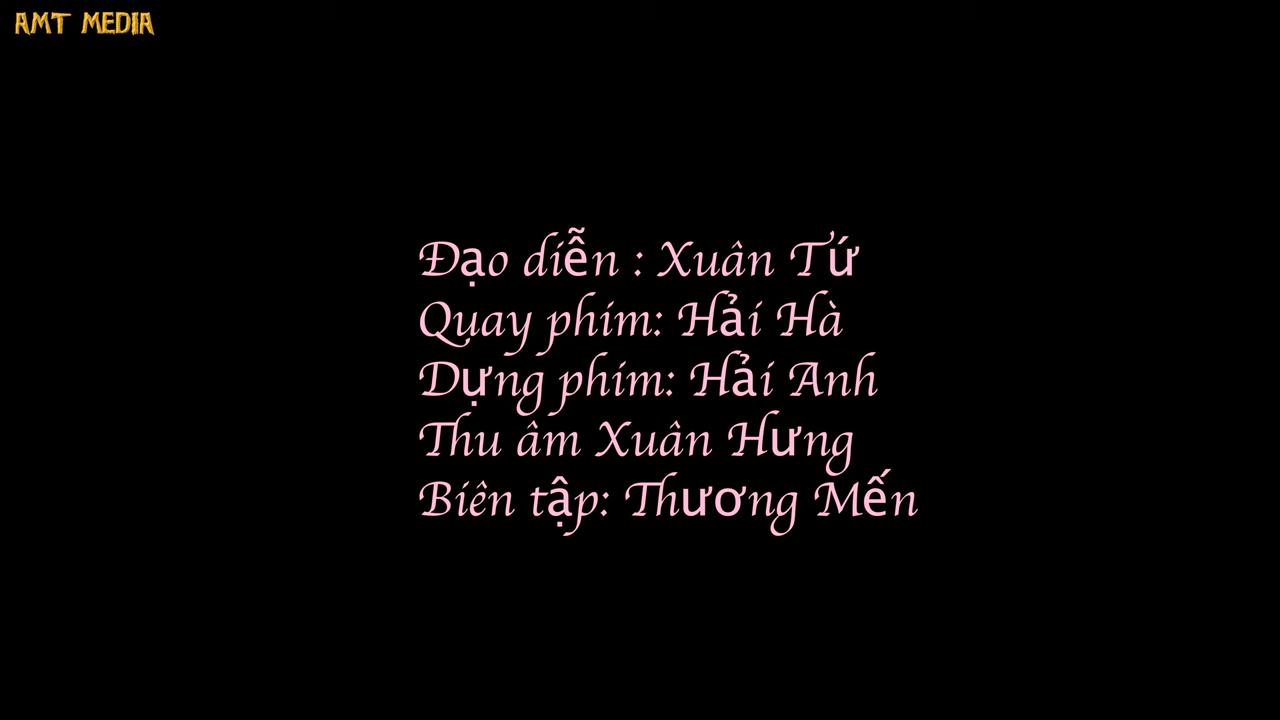 AMT MEDIA
Đạo diễn : Xuân Tứ
Quay phim: Hải Hà
Dựng phim: Hải Anh
Thu âm Xuân Hưng
Biên tập: Thương Mến